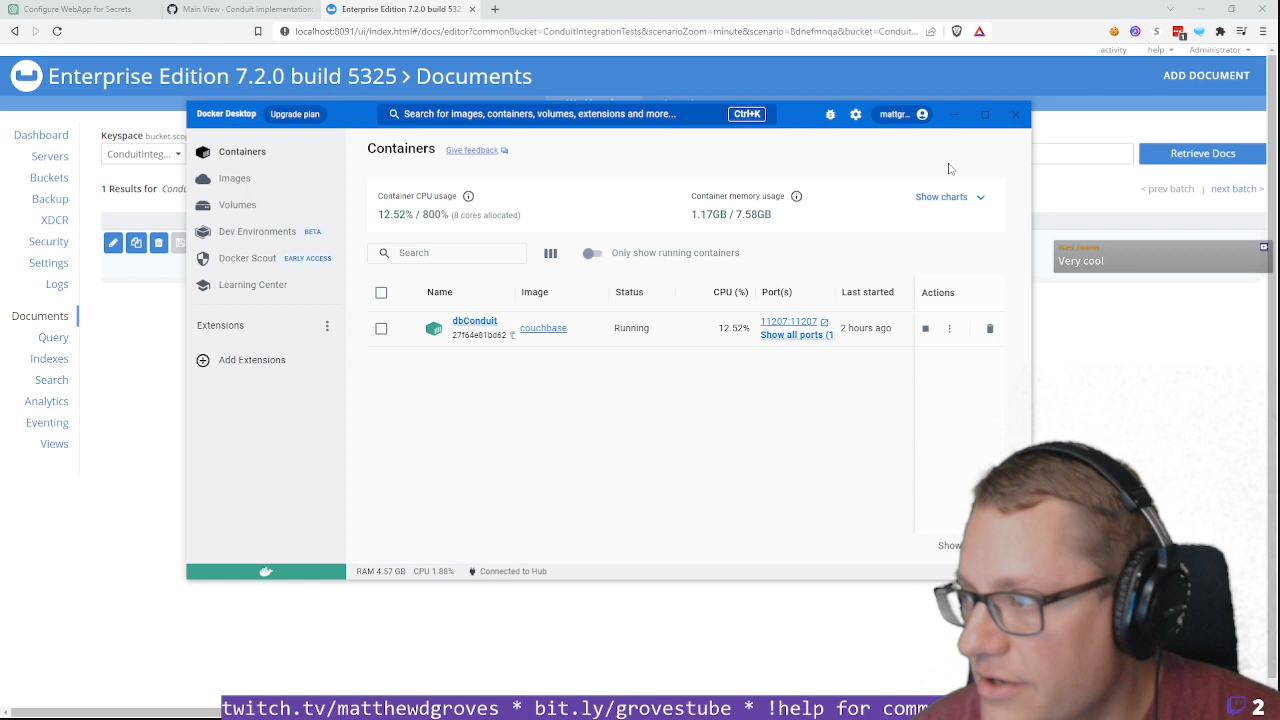 Configure WebApp for Secrets
Main View - Conduit implementation:
Enterprise Edition 7.2.0 build 5325
localhost:8091/ui/index.html#/docs/editor?commonBucket=ConduitIntegrationTests&scenarioZoom=minute&scenario=8dnefmnqa&bucket=Conduit...
activity
help
Administrator
Enterprise Edition 7.2.0 build 5325 > Documents
ADD DOCUMENT
Dashboard
Servers
Buckets
Backup
XDCR
Security
Settings
Logs
Documents
Query
Indexes
Search
Analytics
Eventing
Views
Keyspace bucket.sco
ConduitInteg...
1 Results for Condu
Retrieve Docs
< prev batch
next batch >
Very cool
Docker Desktop
Upgrade plan
Search for images, containers, volumes, extensions and more...
Ctrl+K
mattgr...
Containers
Images
Volumes
Dev Environments BETA
Docker Scout EARLY ACCESS
Learning Center
Extensions
Add Extensions
Containers
Give feedback
Container CPU usage
12.52% / 800% (8 cores allocated)
Container memory usage
1.17GB / 7.58GB
Show charts
Search
Only show running containers
Name
Image
Status
CPU (%)
Port(s)
Last started
Actions
dbConduit
27f64e81bd62
couchbase
Running
12.52%
11207:11207
Show all ports (1
2 hours ago
Show
RAM 4.57 GB
CPU 1.88%
Connected to Hub
twitch.tv/matthewdgroves * bit.ly/grovestube * !help for comm
2